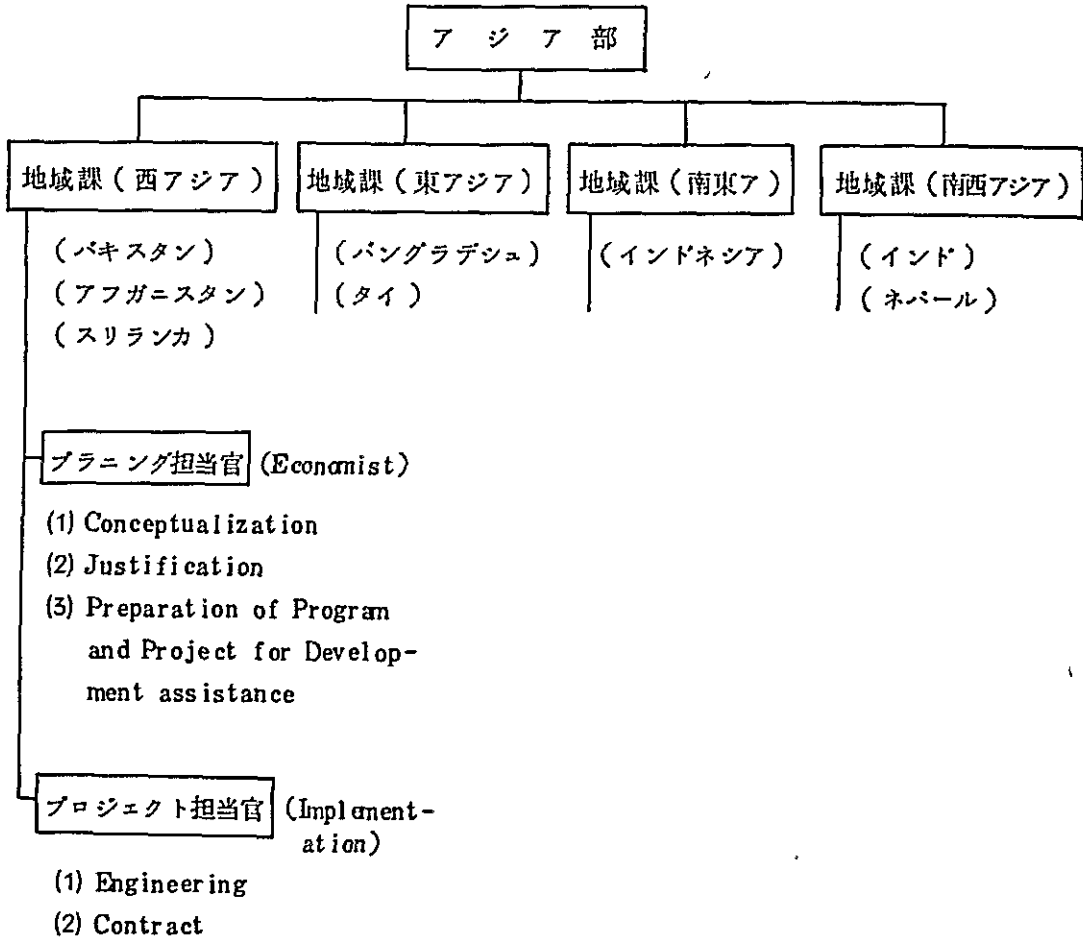 アジア部
地域課(西アジア)
地域課(東アジア)
地域課(南東ア)
地域課(南西アジア)
(パキスタン)
(アフガニスタン)
(スリランカ)
(バングラデシュ)
(タイ)
(インドネシア)
(インド)
(ネパール)
プラニング担当官 (Economist)
(1) Conceptualization
(2) Justification
(3) Preparation of Program
and Project for Develop-
ment assistance
プロジェクト担当官 (Implement-
ation)
(1) Engineering
(2) Contract